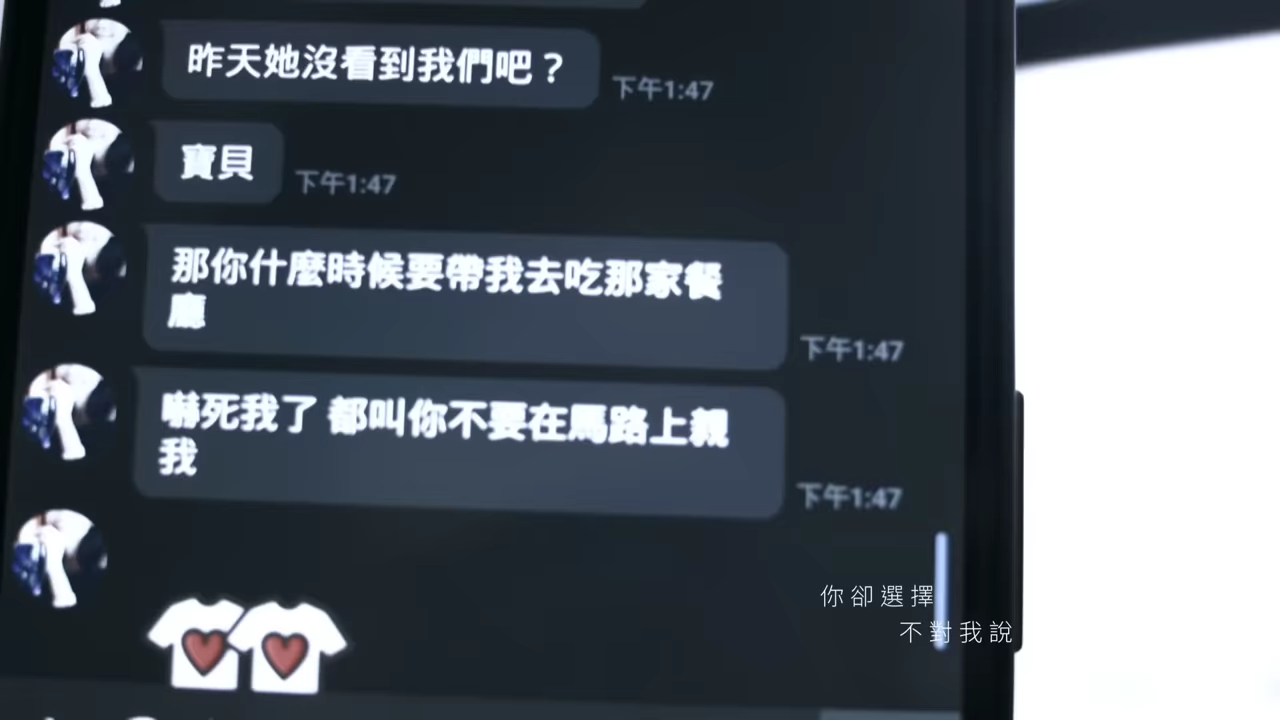 昨天她沒看到我們吧？
下午1:47
寶貝
下午1:47
那你什麼時候要帶我去吃那家餐
廳
下午1:47
嚇死我了 都叫你不要在馬路上親
我
下午1:47
你卻選擇
不對我說